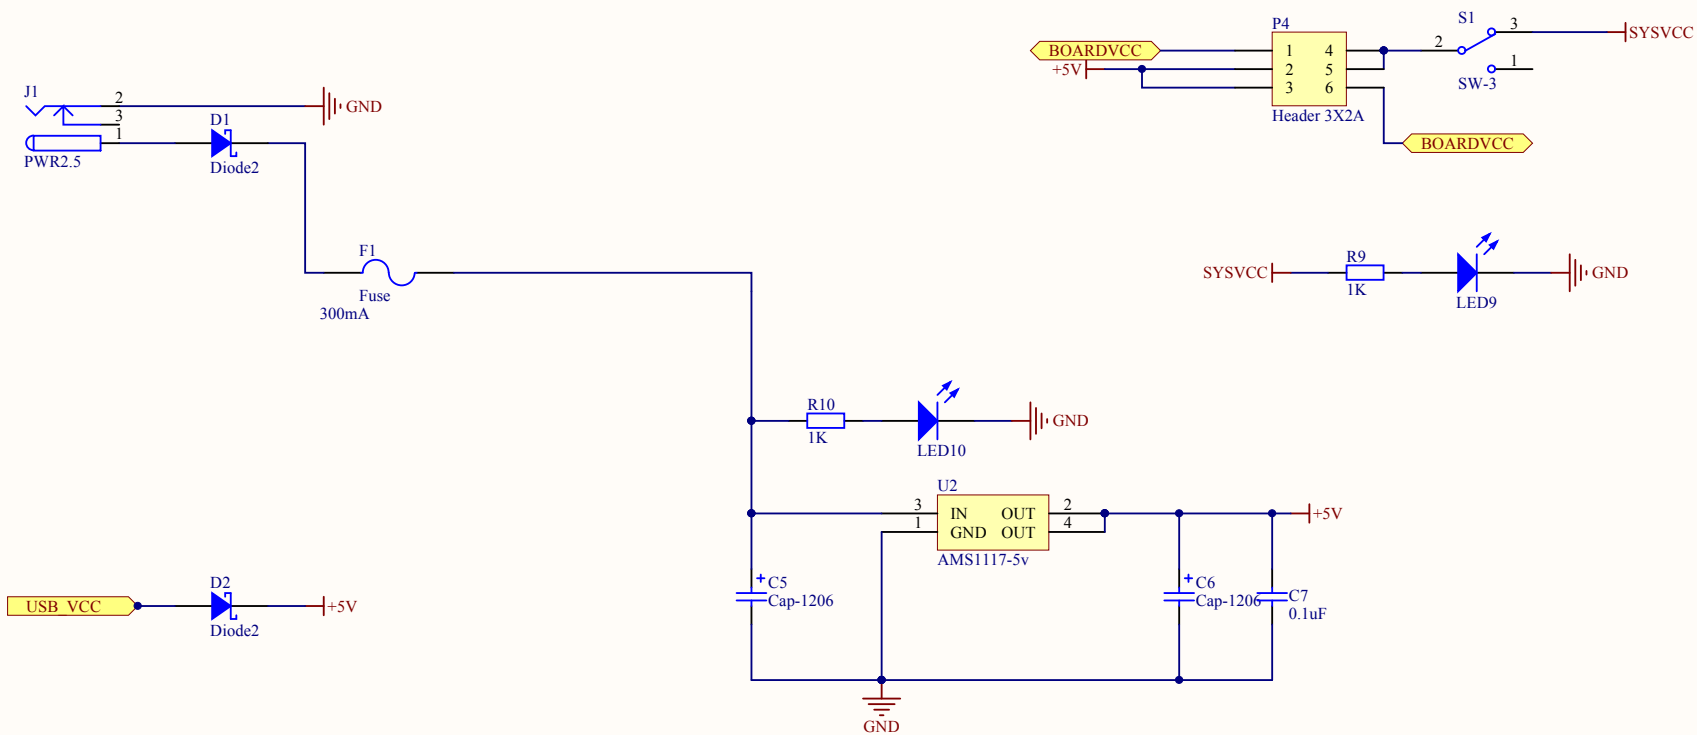 J1
2
3
1
PWR2.5
GND
D1
Diode2
F1
Fuse
300mA
BOARDVCC
+5V
P4
1 4
2 5
3 6
Header 3X2A
BOARDVCC
S1
2
3
1
SW-3
SYSVCC
SYSVCC
R9
1K
LED9
GND
R10
1K
LED10
GND
U2
3 IN OUT 2
1 GND OUT 4
AMS1117-5v
+5V
C5
Cap-1206
C6
Cap-1206
C7
0.1uF
GND
USB_VCC
D2
Diode2
+5V